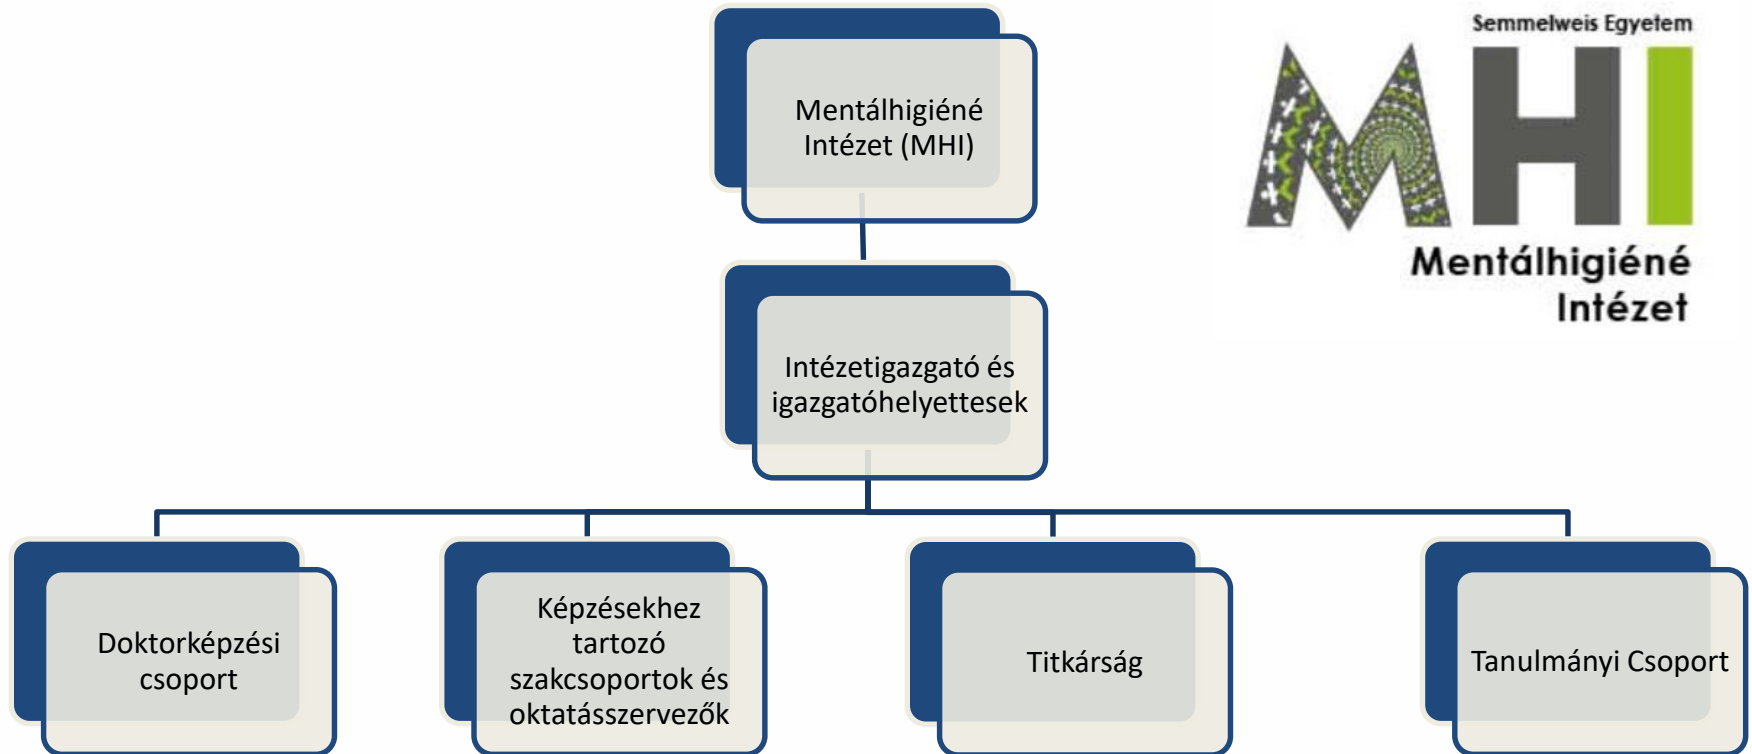 Semmelweis Egyetem
MHI
Mentálhigiéné
Intézet
Mentálhigiéné
Intézet (MHI)
Intézetigazgató és
igazgatóhelyettesek
Doktorképzési
csoport
Képzésekhez
tartozó
szakcsoportok és
oktatásszervezők
Titkárság
Tanulmányi Csoport